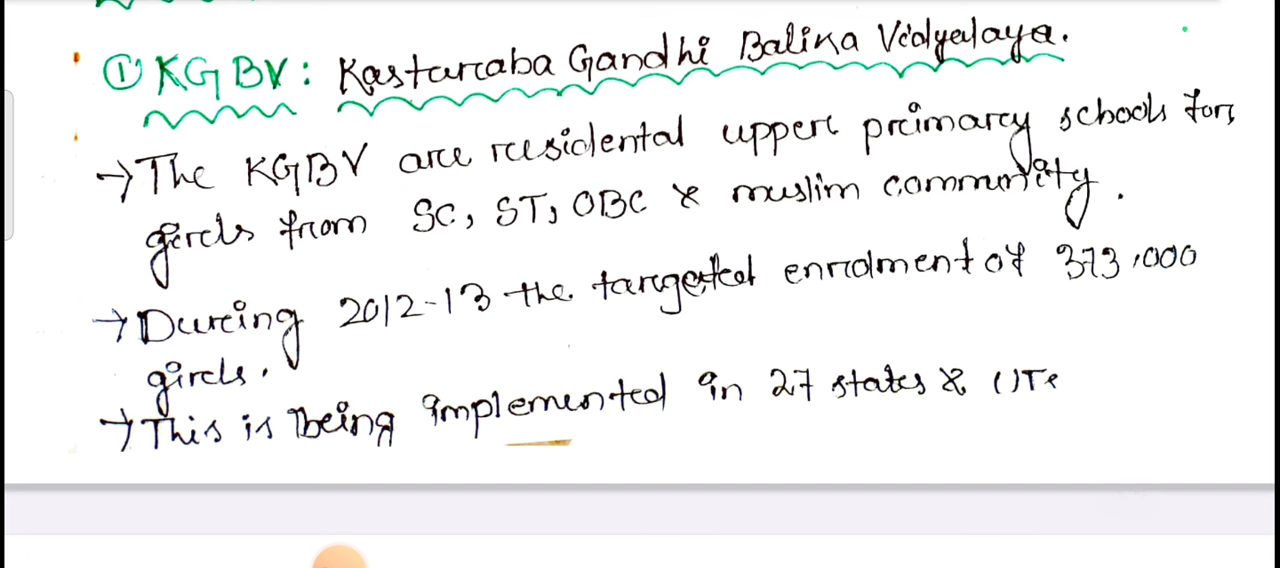 ① KGBV: Kasturaba Gandhi Balika Vidyalaya.
→ The KGBV are residental upper primary schools for
girls from SC, ST, OBC & muslim community.
→ During 2012-13 the targeted enrolment of 373,000
girls.
→ This is being implemented in 27 states & UTs